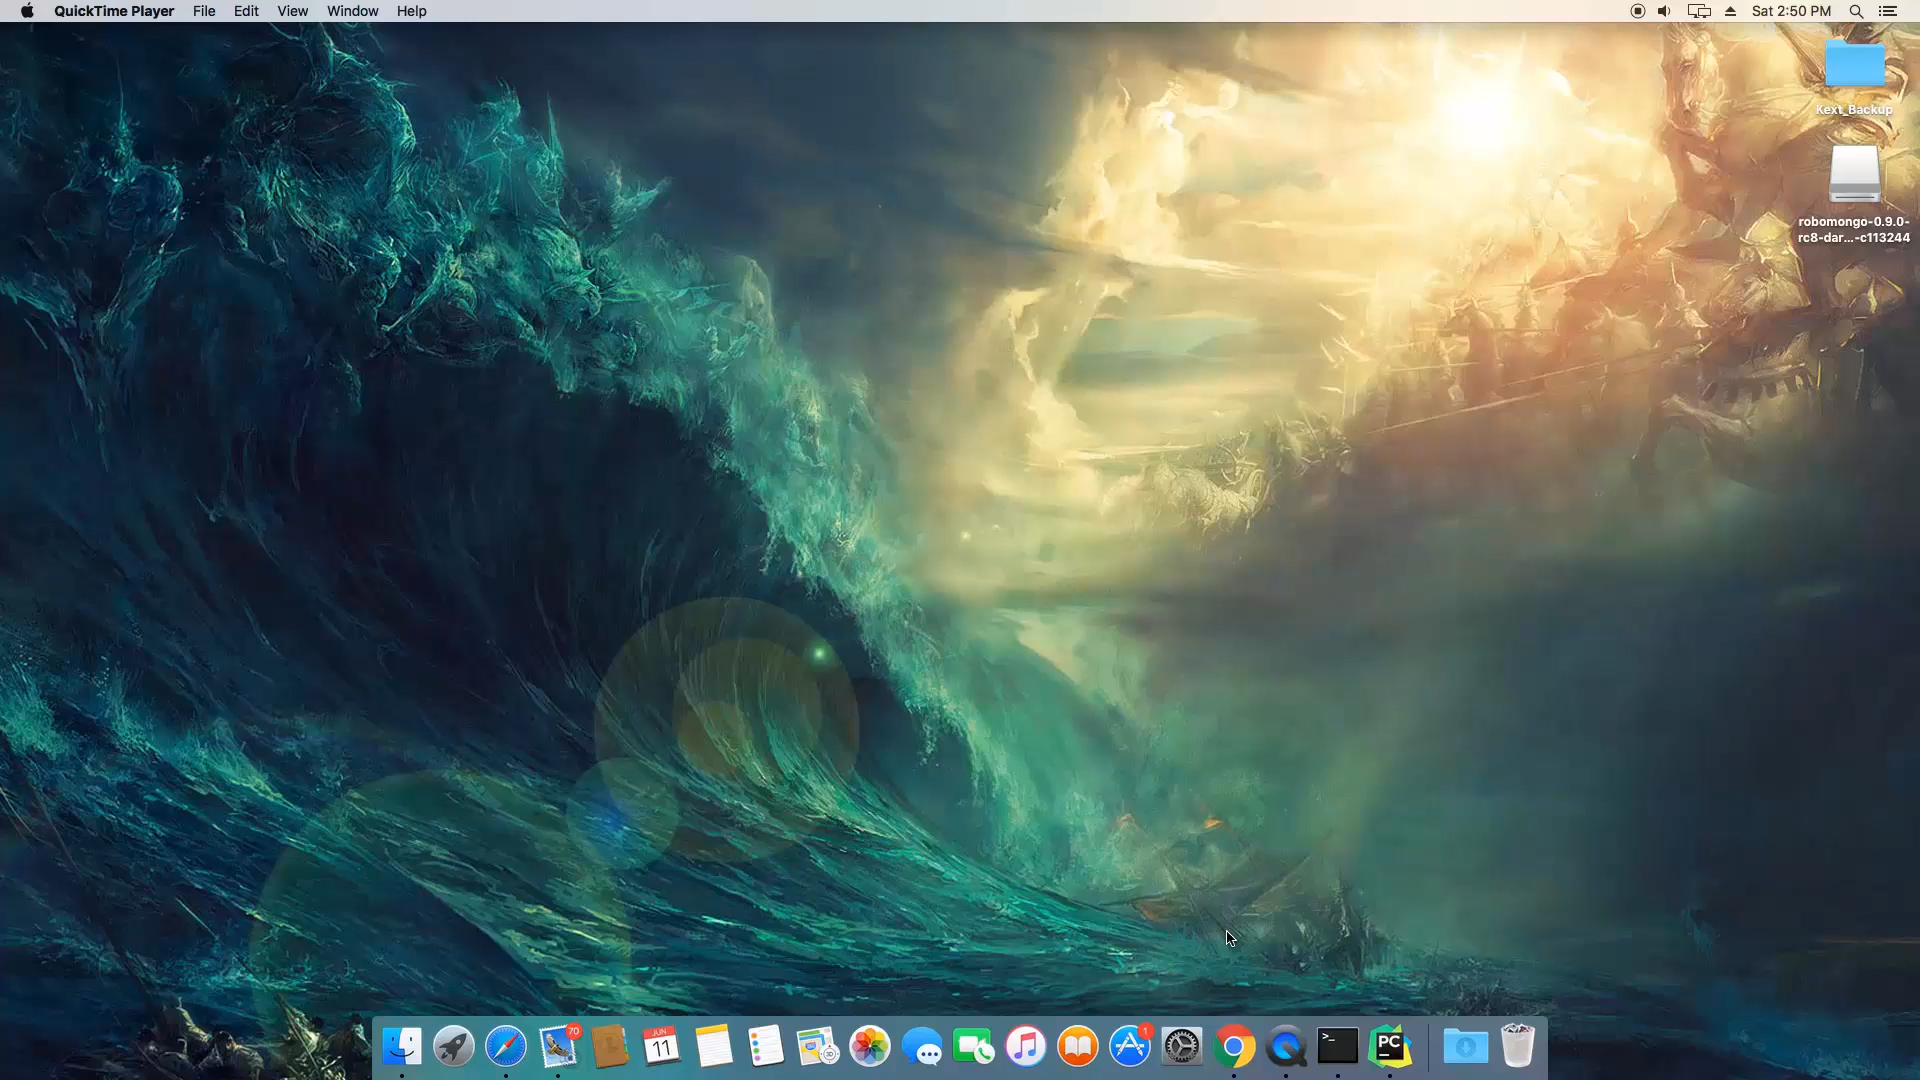 QuickTime Player File Edit View Window Help Sat 2:50 PM
Kext_Backup
robomongo-0.9.0-
rc8-dar...-c113244
70
JUN
11
3D
1
>_
PC